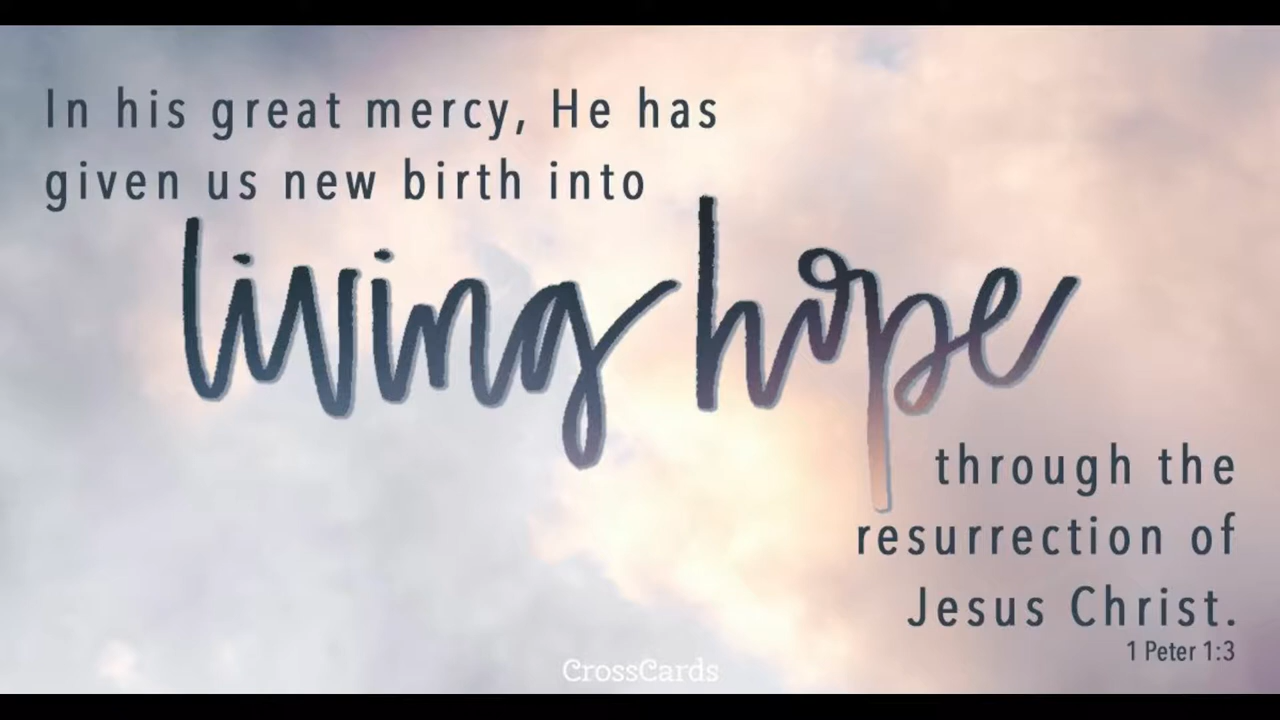 In his great mercy, He has
given us new birth into
living hope
through the
resurrection of
Jesus Christ.
1 Peter 1:3
CrossCards